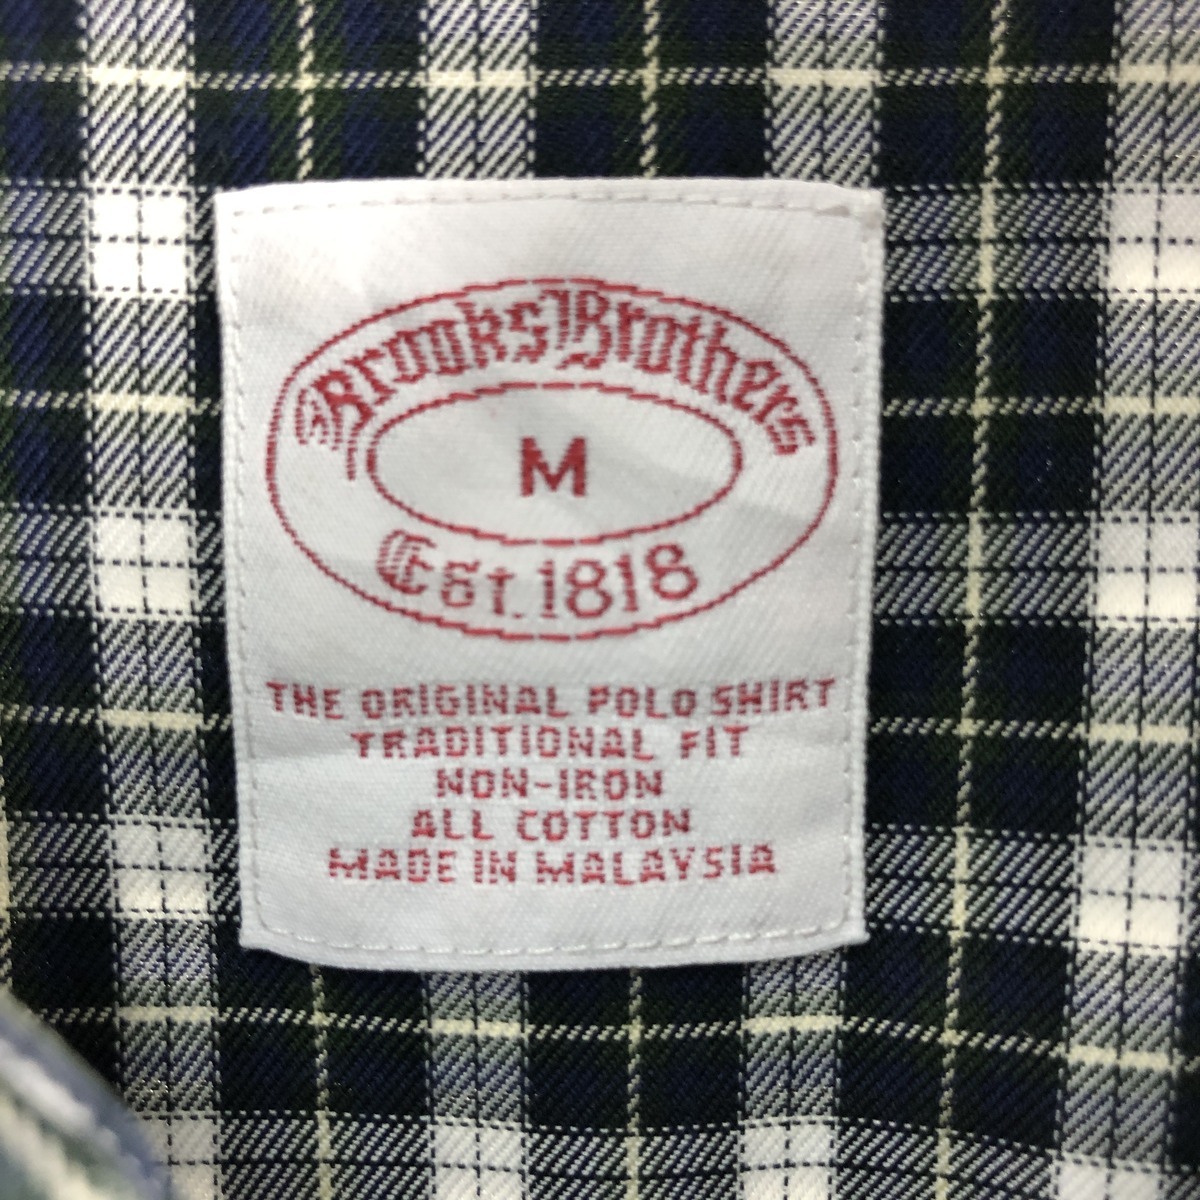 Brooks Brothers
M
Est. 1818
THE ORIGINAL POLO SHIRT
TRADITIONAL FIT
NON-IRON
ALL COTTON
MADE IN MALAYSIA